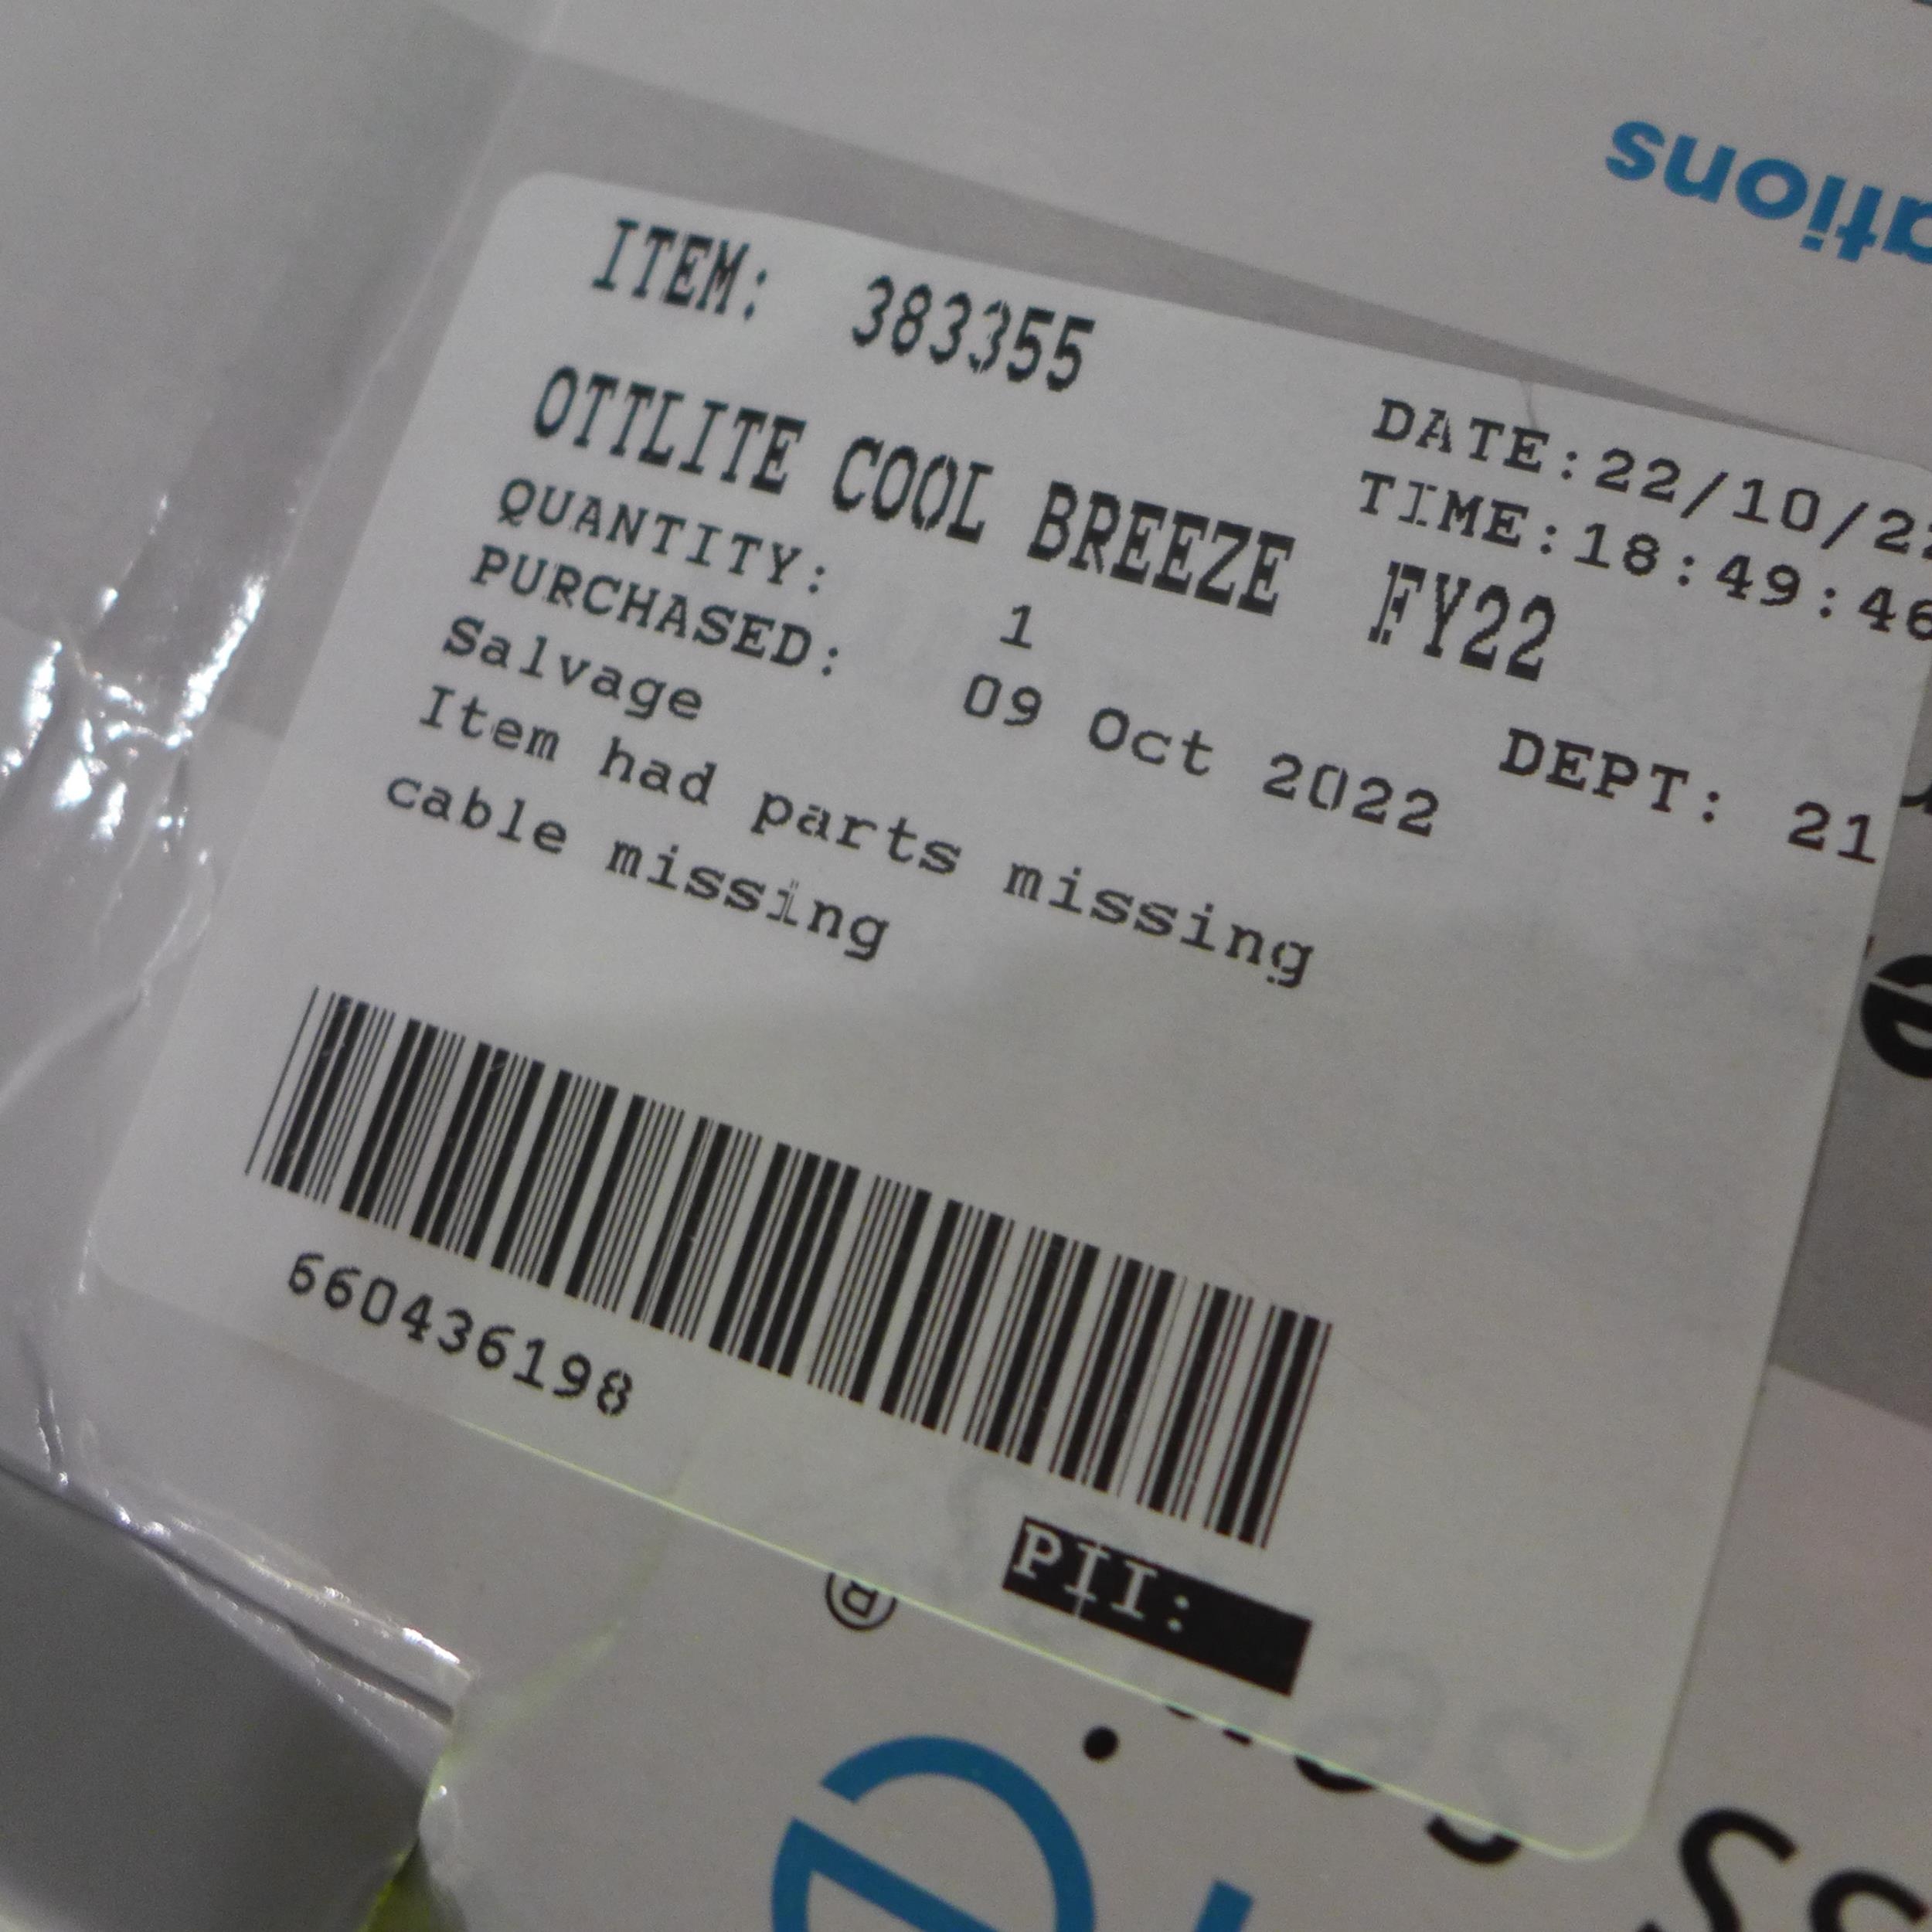 ations
ITEM: 383355
DATE:22/10/22
TIME:18:49:46
OTTLITE COOL BREEZE FY22
QUANTITY: 1
PURCHASED: 09 Oct 2022 DEPT: 21
Salvage
Item had parts missing
cable missing
660436198
PII:
®